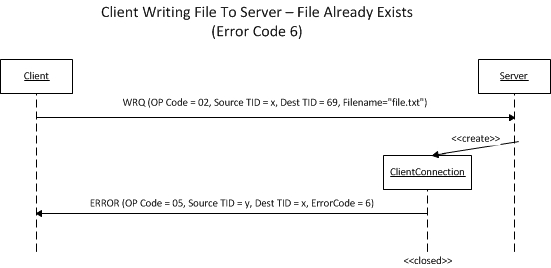 Client Writing File To Server – File Already Exists
(Error Code 6)
Client
Server
WRQ (OP Code = 02, Source TID = x, Dest TID = 69, Filename="file.txt")
<<create>>
ClientConnection
ERROR (OP Code = 05, Source TID = y, Dest TID = x, ErrorCode = 6)
<<closed>>